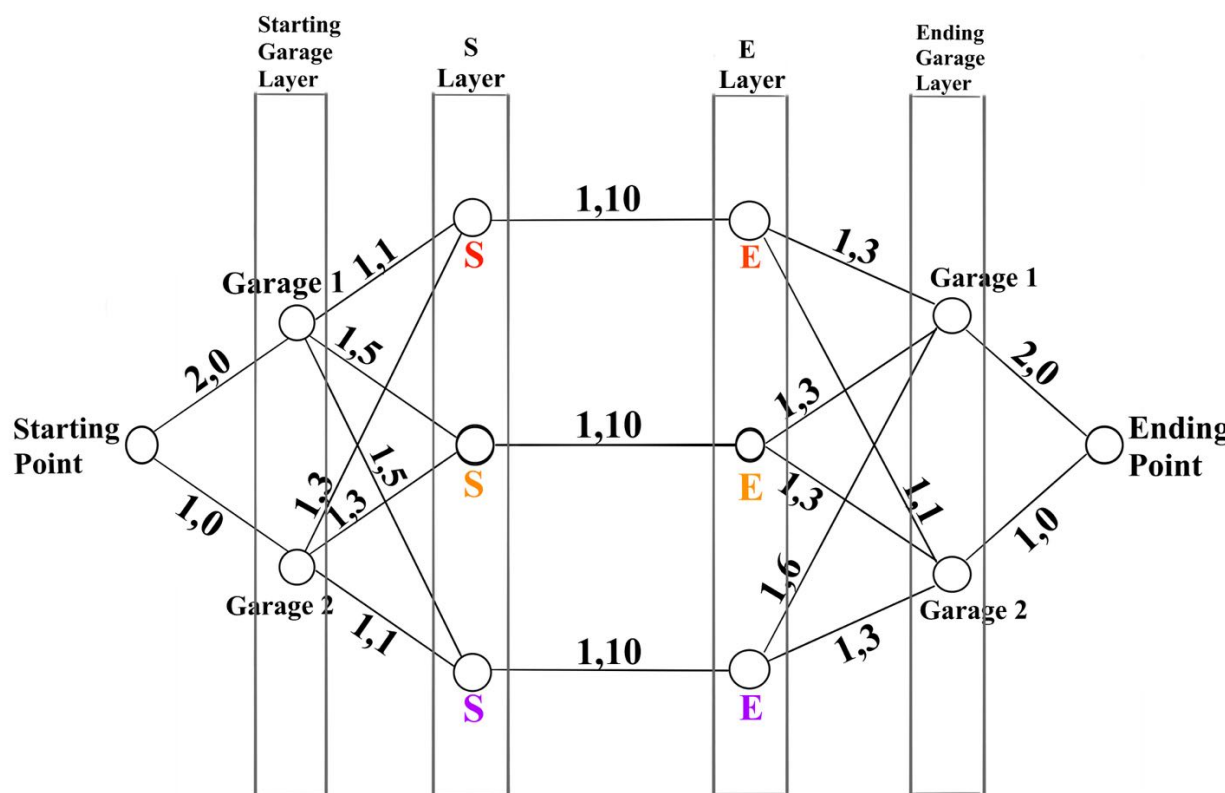 Starting
Garage
Layer
S
Layer
E
Layer
Ending
Garage
Layer
1,10
S
E
1,1
1,3
Garage 1
Garage 1
2,0
1,5
2,0
1,3
1,10
Starting
Point
Ending
Point
S
E
1,5
1,3
1,3
1,3
1,1
1,0
1,0
1,6
Garage 2
Garage 2
1,1
1,10
1,3
S
E